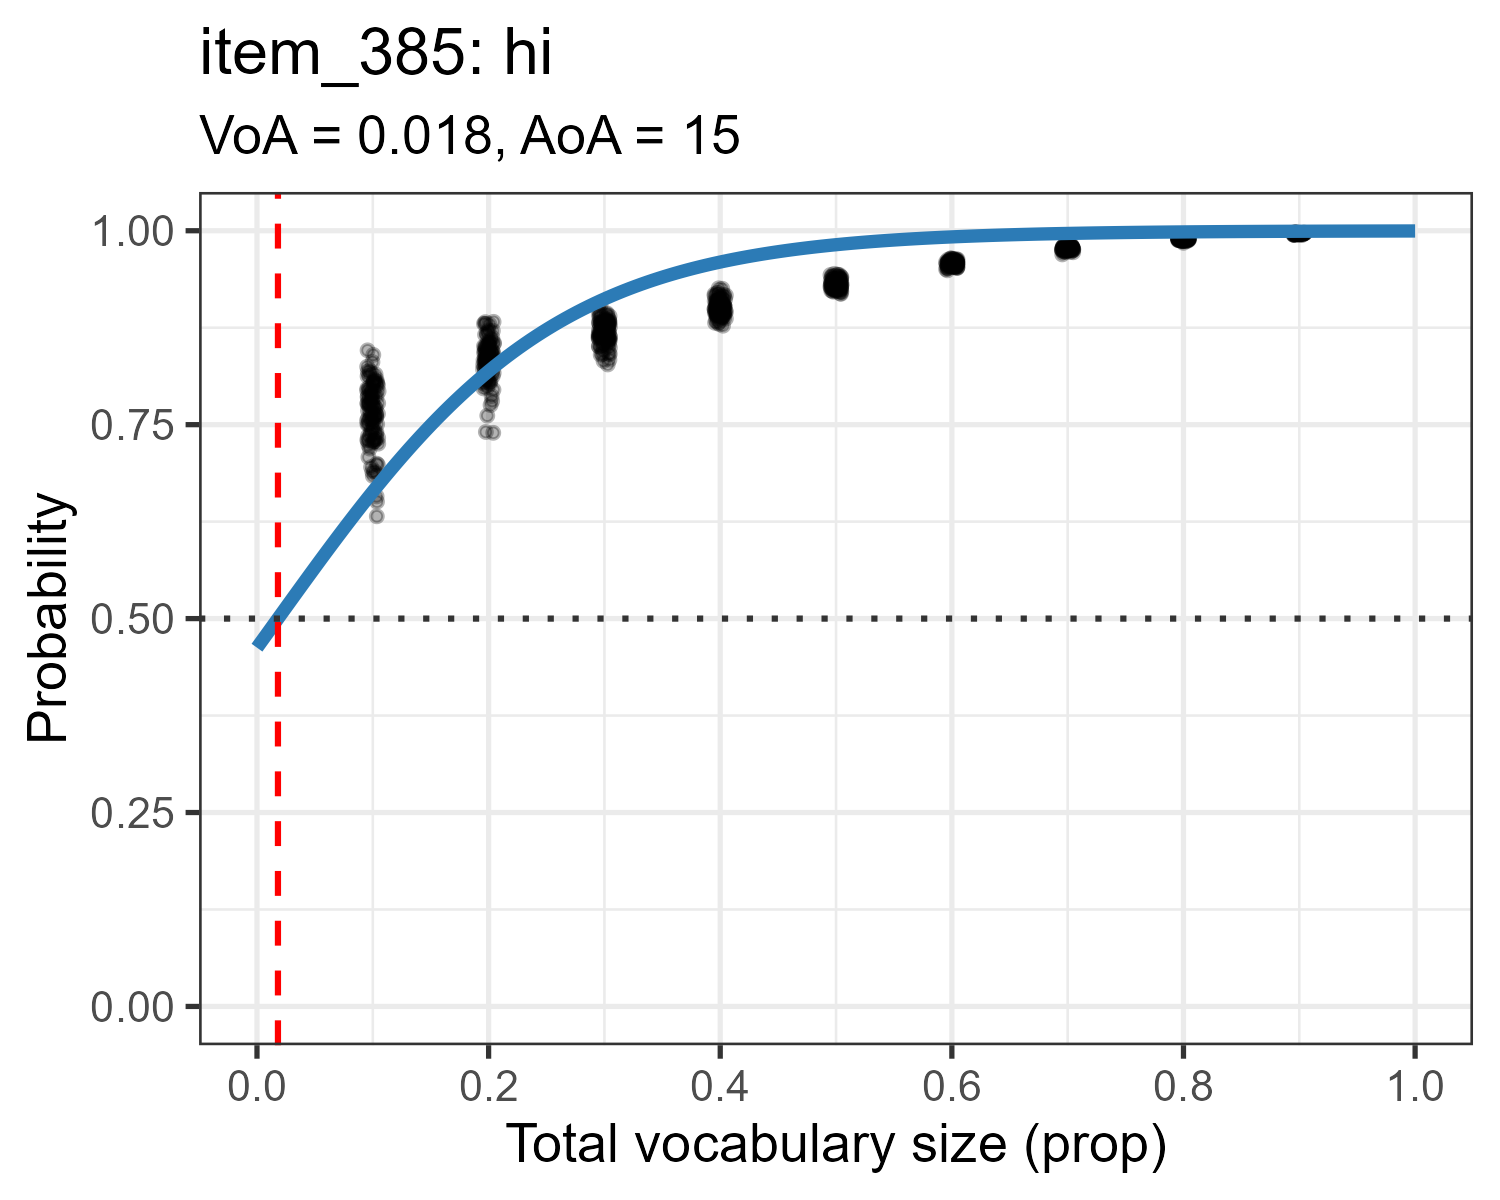 item_385: hi
VoA = 0.018, AoA = 15
1.00
0.75
0.50
0.25
0.00
Probability
0.0 0.2 0.4 0.6 0.8 1.0
Total vocabulary size (prop)